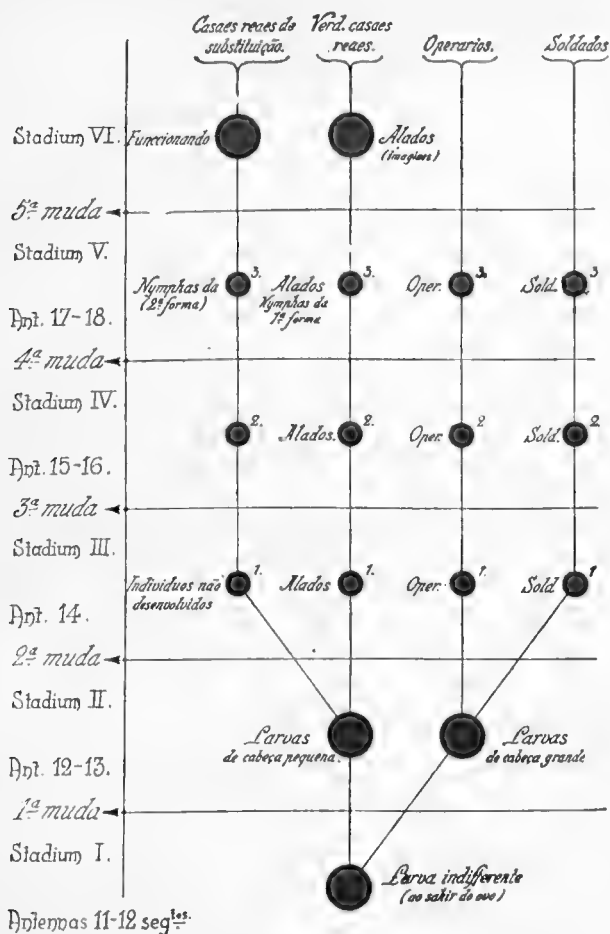 Casaes reaes de
substituição.
Verd. casaes
reaes.
Operarios.
Soldados
Stadium VI.
Funccionando
Alados
(imagines)
5ª muda
Stadium V.
Nymphas da
(2ª forma)
3.
Alados
Nymphas da
1ª forma
3.
Oper.
3.
Sold.
3
Ant. 17-18.
4ª muda
Stadium IV.
2.
Alados.
2.
Oper.
2
Sold.
2.
Ant. 15-16.
3ª muda
Stadium III.
Individuos não
desenvolvidos
1.
Alados
1.
Oper.
1.
Sold
1
Ant. 14.
2ª muda
Stadium II.
Larvas
de cabeça pequena.
Larvas
de cabeça grande
Ant. 12-13.
1ª muda
Stadium I.
Larva indifferente
(ao sahir do ovo)
Antennas 11-12 segtos.